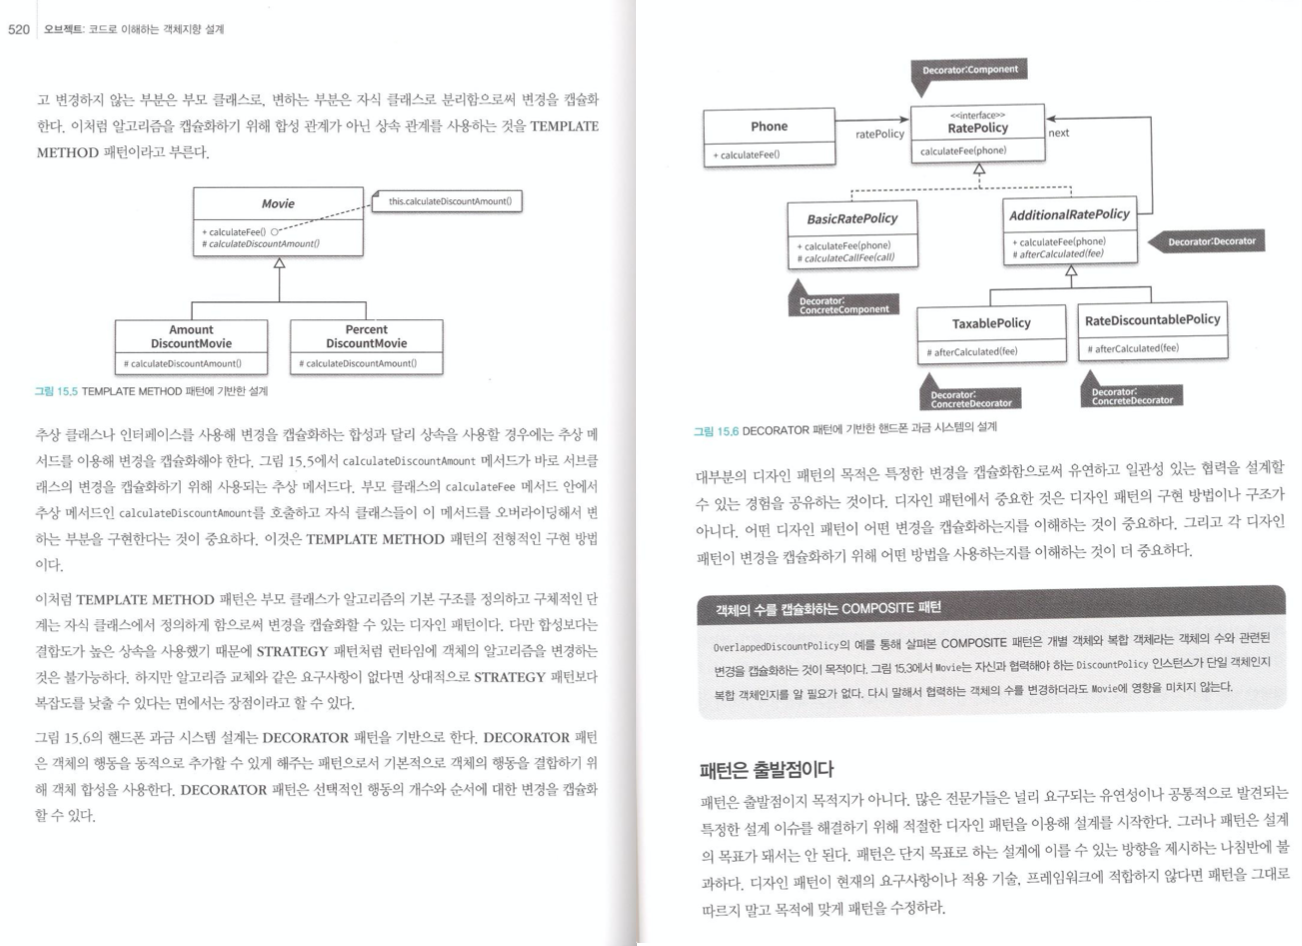 520 오브젝트: 코드로 이해하는 객체지향 설계
고 변경하지 않는 부분은 부모 클래스로, 변하는 부분은 자식 클래스로 분리함으로써 변경을 캡슐화
한다. 이처럼 알고리즘을 캡슐화하기 위해 합성 관계가 아닌 상속 관계를 사용하는 것을 TEMPLATE
METHOD 패턴이라고 부른다.
Movie
+ calculateFee()
# calculateDiscountAmount()
this.calculateDiscountAmount()
Amount
DiscountMovie
# calculateDiscountAmount()
Percent
DiscountMovie
# calculateDiscountAmount()
그림 15.5 TEMPLATE METHOD 패턴에 기반한 설계
추상 클래스나 인터페이스를 사용해 변경을 캡슐화하는 합성과 달리 상속을 사용할 경우에는 추상 메
서드를 이용해 변경을 캡슐화해야 한다. 그림 15.5에서 calculateDiscountAmount 메서드가 바로 서브클
래스의 변경을 캡슐화하기 위해 사용되는 추상 메서드다. 부모 클래스의 calculateFee 메서드 안에서
추상 메서드인 calculateDiscountAmount를 호출하고 자식 클래스들이 이 메서드를 오버라이딩해서 변
하는 부분을 구현한다는 것이 중요하다. 이것은 TEMPLATE METHOD 패턴의 전형적인 구현 방법
이다.
이처럼 TEMPLATE METHOD 패턴은 부모 클래스가 알고리즘의 기본 구조를 정의하고 구체적인 단
계는 자식 클래스에서 정의하게 함으로써 변경을 캡슐화할 수 있는 디자인 패턴이다. 다만 합성보다는
결합도가 높은 상속을 사용했기 때문에 STRATEGY 패턴처럼 런타임에 객체의 알고리즘을 변경하는
것은 불가능하다. 하지만 알고리즘 교체와 같은 요구사항이 없다면 상대적으로 STRATEGY 패턴보다
복잡도를 낮출 수 있다는 면에서는 장점이라고 할 수 있다.
그림 15.6의 핸드폰 과금 시스템 설계는 DECORATOR 패턴을 기반으로 한다. DECORATOR 패턴
은 객체의 행동을 동적으로 추가할 수 있게 해주는 패턴으로서 기본적으로 객체의 행동을 결합하기 위
해 객체 합성을 사용한다. DECORATOR 패턴은 선택적인 행동의 개수와 순서에 대한 변경을 캡슐화
할 수 있다.
Decorator:Component
Phone
+ calculateFee()
ratePolicy
<<interface>>
RatePolicy
calculateFee(phone)
next
BasicRatePolicy
+ calculateFee(phone)
# calculateCallFee(call)
AdditionalRatePolicy
+ calculateFee(phone)
# afterCalculated(fee)
Decorator:Decorator
Decorator:
ConcreteComponent
TaxablePolicy
# afterCalculated(fee)
RateDiscountablePolicy
# afterCalculated(fee)
Decorator:
ConcreteDecorator
Decorator:
ConcreteDecorator
그림 15.6 DECORATOR 패턴에 기반한 핸드폰 과금 시스템의 설계
대부분의 디자인 패턴의 목적은 특정한 변경을 캡슐화함으로써 유연하고 일관성 있는 협력을 설계할
수 있는 경험을 공유하는 것이다. 디자인 패턴에서 중요한 것은 디자인 패턴의 구현 방법이나 구조가
아니다. 어떤 디자인 패턴이 어떤 변경을 캡슐화하는지를 이해하는 것이 중요하다. 그리고 각 디자인
패턴이 변경을 캡슐화하기 위해 어떤 방법을 사용하는지를 이해하는 것이 더 중요하다.
객체의 수를 캡슐화하는 COMPOSITE 패턴
OverlappedDiscountPolicy의 예를 통해 살펴본 COMPOSITE 패턴은 개별 객체와 복합 객체라는 객체의 수와 관련된
변경을 캡슐화하는 것이 목적이다. 그림 15.3에서 Movie는 자신과 협력해야 하는 DiscountPolicy 인스턴스가 단일 객체인지
복합 객체인지를 알 필요가 없다. 다시 말해서 협력하는 객체의 수를 변경하더라도 Movie에 영향을 미치지 않는다.
패턴은 출발점이다
패턴은 출발점이지 목적지가 아니다. 많은 전문가들은 널리 요구되는 유연성이나 공통적으로 발견되는
특정한 설계 이슈를 해결하기 위해 적절한 디자인 패턴을 이용해 설계를 시작한다. 그러나 패턴은 설계
의 목표가 돼서는 안 된다. 패턴은 단지 목표로 하는 설계에 이를 수 있는 방향을 제시하는 나침반에 불
과하다. 디자인 패턴이 현재의 요구사항이나 적용 기술, 프레임워크에 적합하지 않다면 패턴을 그대로
따르지 말고 목적에 맞게 패턴을 수정하라.